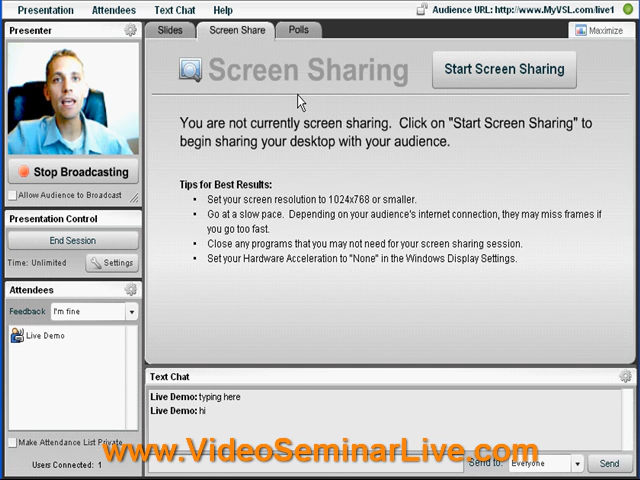 Presentation Attendees Text Chat Help Audience URL: http://www.MyVSL.com/live1
Presenter
Slides Screen Share Polls Maximize
Screen Sharing
Start Screen Sharing
You are not currently screen sharing. Click on "Start Screen Sharing" to
begin sharing your desktop with your audience.
Tips for Best Results:
Set your screen resolution to 1024x768 or smaller.
Go at a slow pace. Depending on your audience's internet connection, they may miss frames if
you go too fast.
Close any programs that you may not need for your screen sharing session.
Set your Hardware Acceleration to "None" in the Windows Display Settings.
Stop Broadcasting
Allow Audience to Broadcast
Presentation Control
End Session
Time: Unlimited Settings
Attendees
Feedback I'm fine
Live Demo
Make Attendance List Private
Users Connected: 1
Text Chat
Live Demo: typing here
Live Demo: hi
www.VideoSeminarLive.com
Send to: Everyone Send